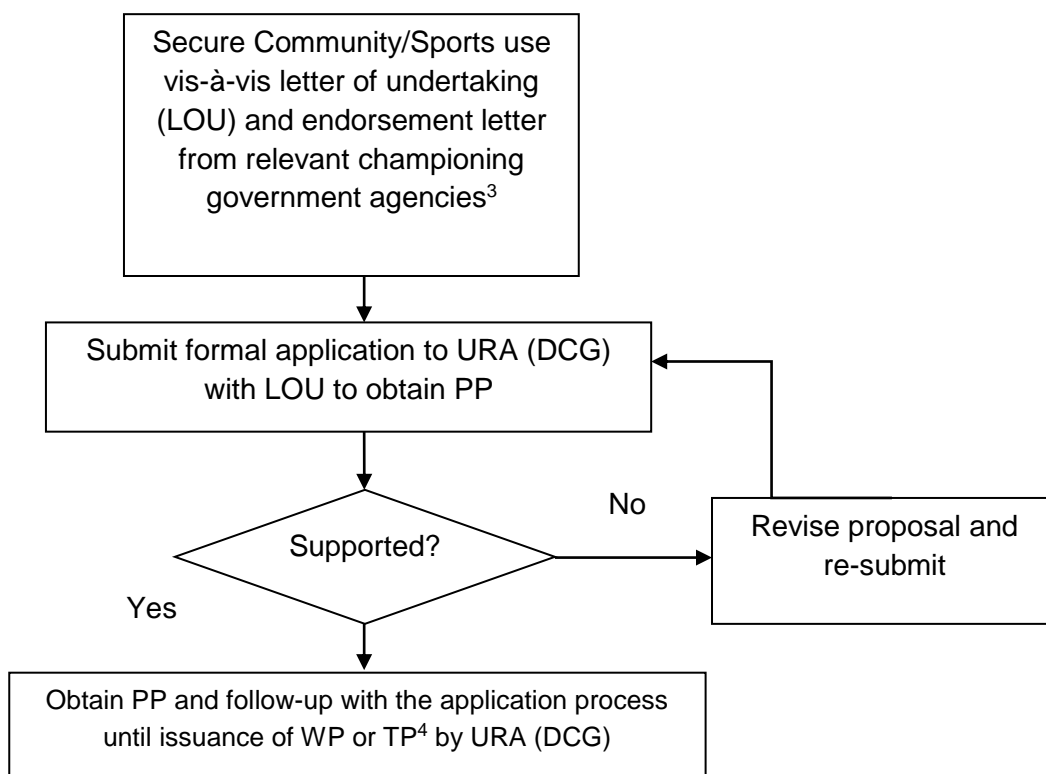 Secure Community/Sports use
vis-à-vis letter of undertaking
(LOU) and endorsement letter
from relevant championing
government agencies³
Submit formal application to URA (DCG)
with LOU to obtain PP
Supported?
No
Revise proposal and
re-submit
Yes
Obtain PP and follow-up with the application process
until issuance of WP or TP⁴ by URA (DCG)